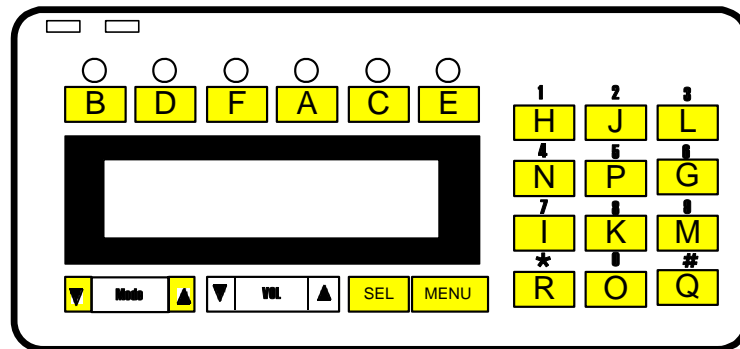 B D F A C E
1 2 3
H J L
4 5 6
N P G
7 8 9
I K M
* 0 #
R O Q
▼ Mode ▲ ▼ VOL ▲ SEL MENU